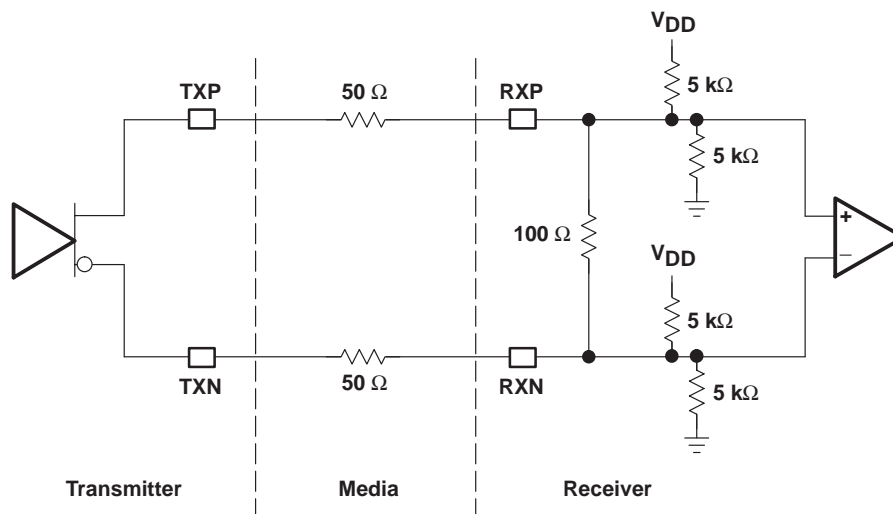 VDD
TXP
50 Ω
RXP
5 kΩ
5 kΩ
+
100 Ω
VDD
−
5 kΩ
TXN
50 Ω
RXN
5 kΩ
Transmitter
Media
Receiver